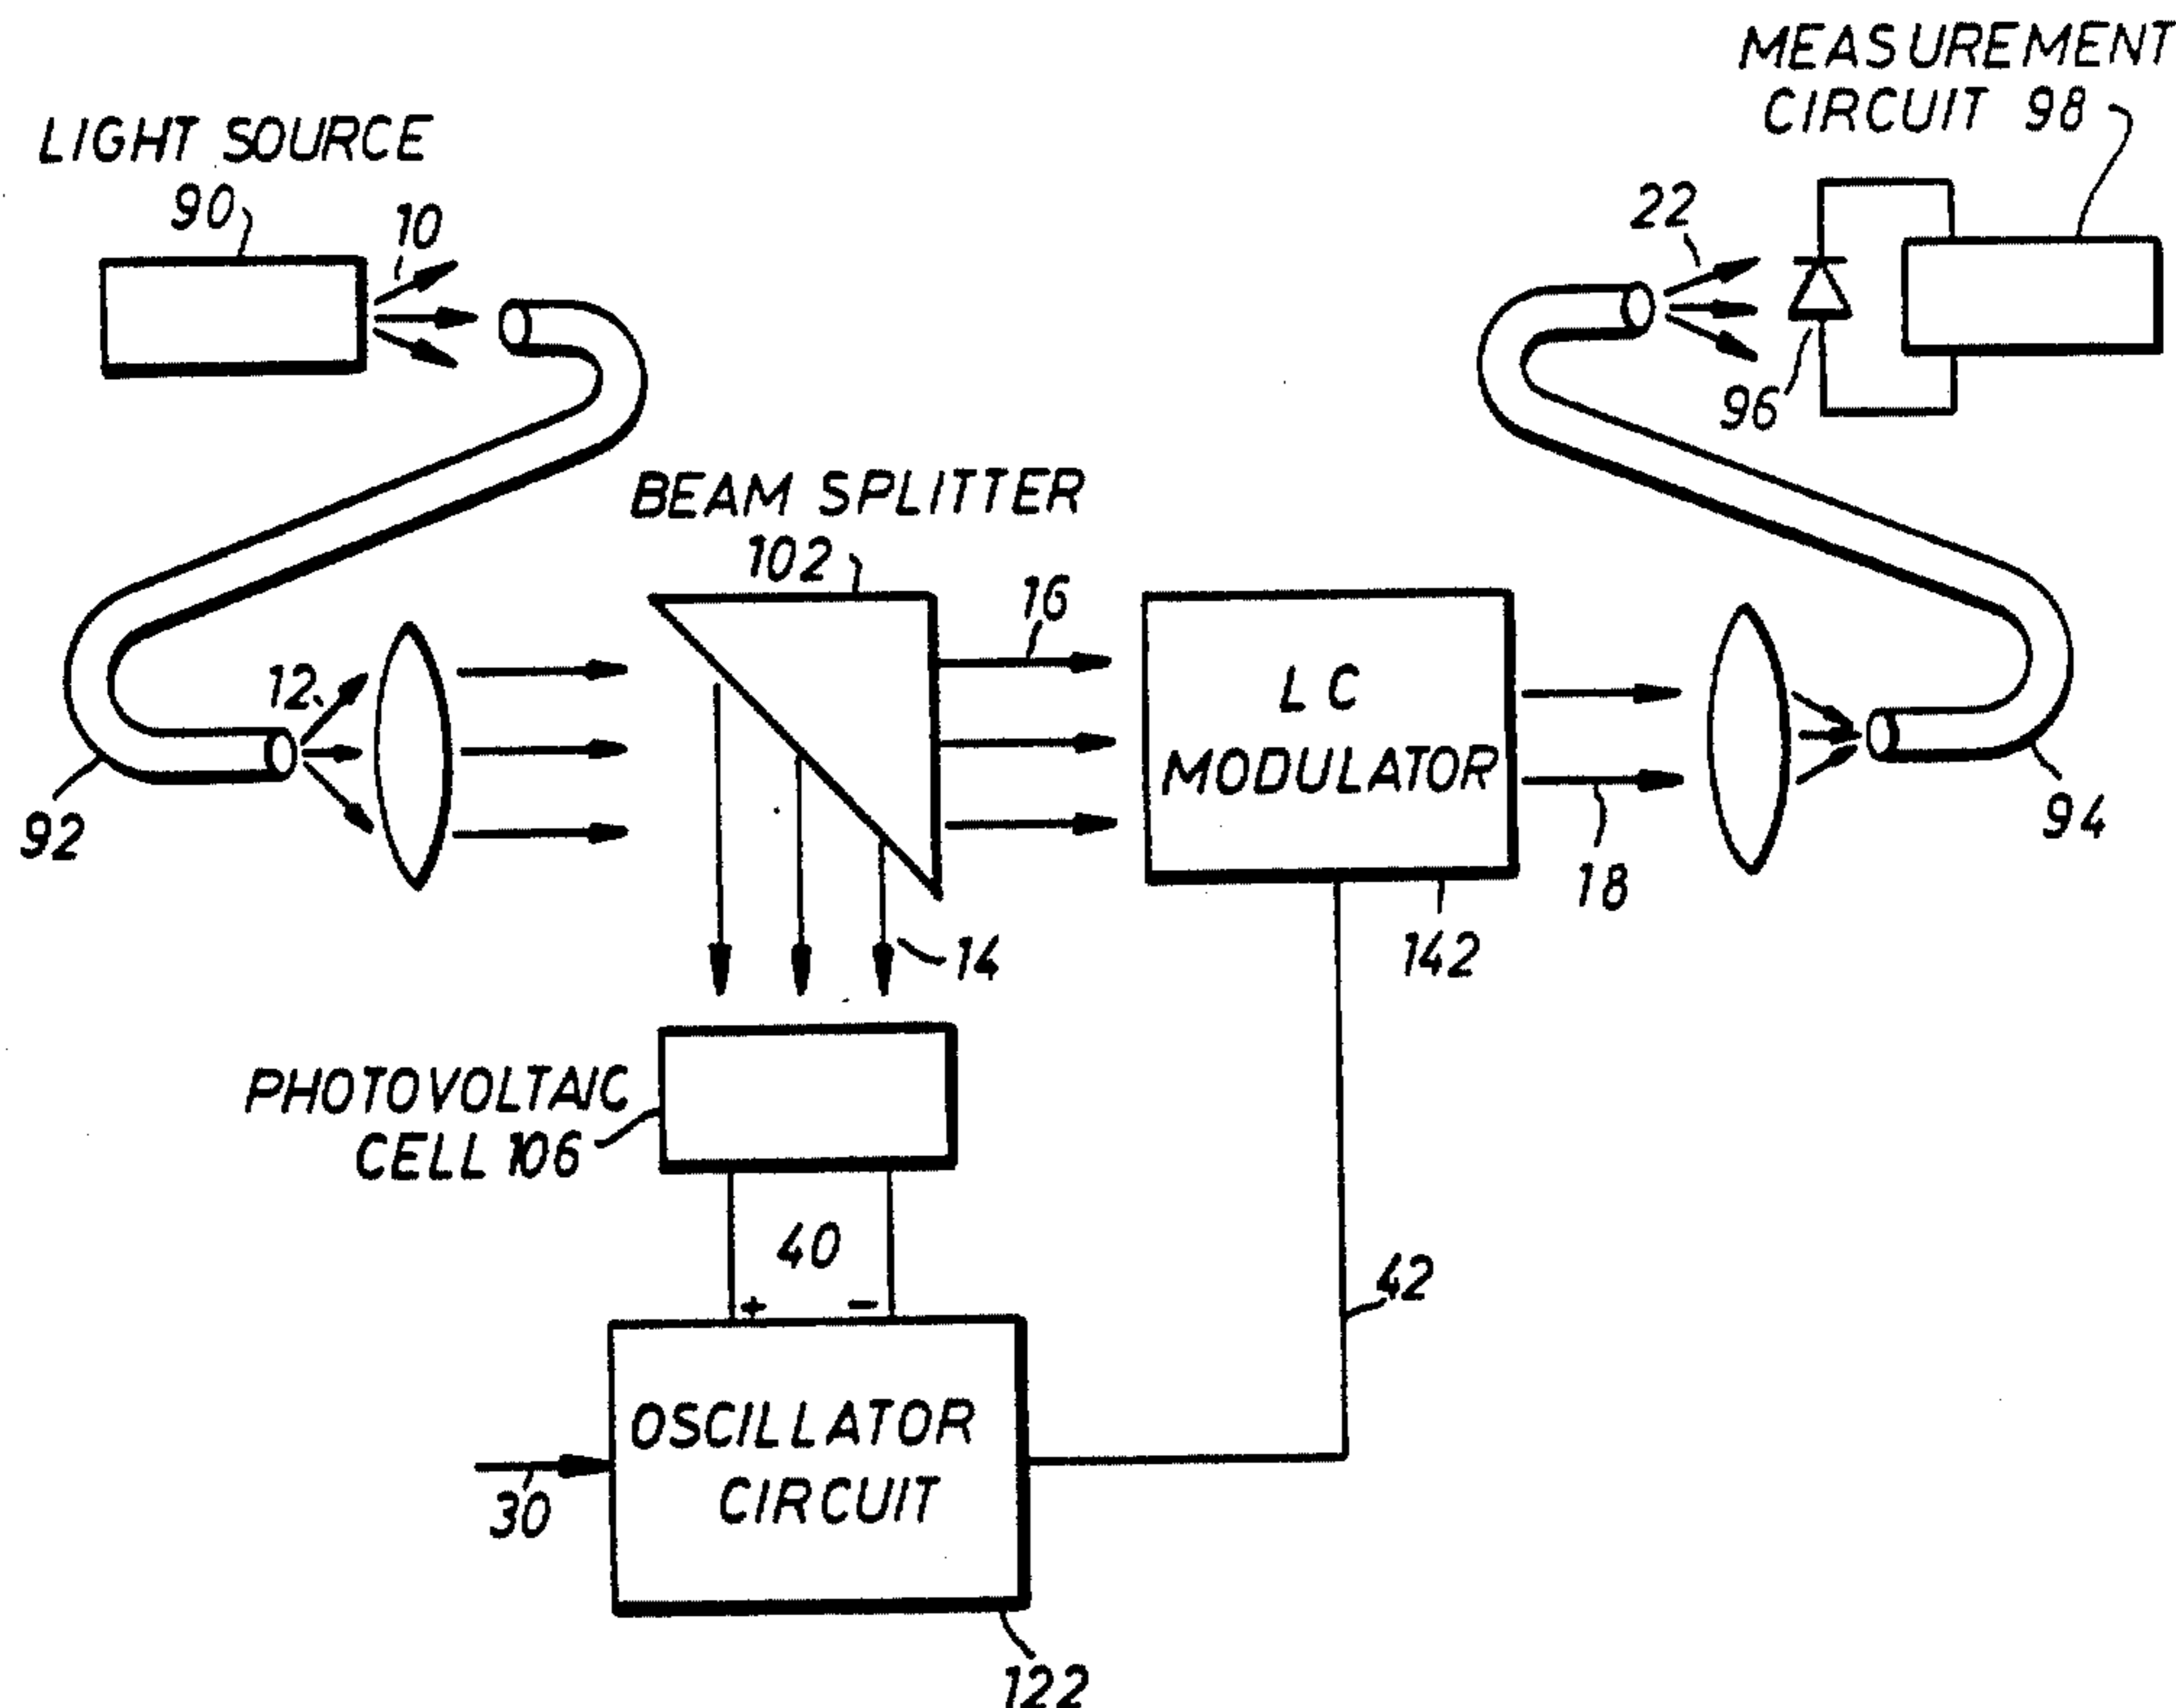 MEASUREMENT
CIRCUIT 98
LIGHT SOURCE
90
10
22
96
BEAM SPLITTER
102
16
12
92
LC
MODULATOR
94
18
142
14
PHOTOVOLTAIC
CELL 106
40
+ −
42
OSCILLATOR
CIRCUIT
30
122